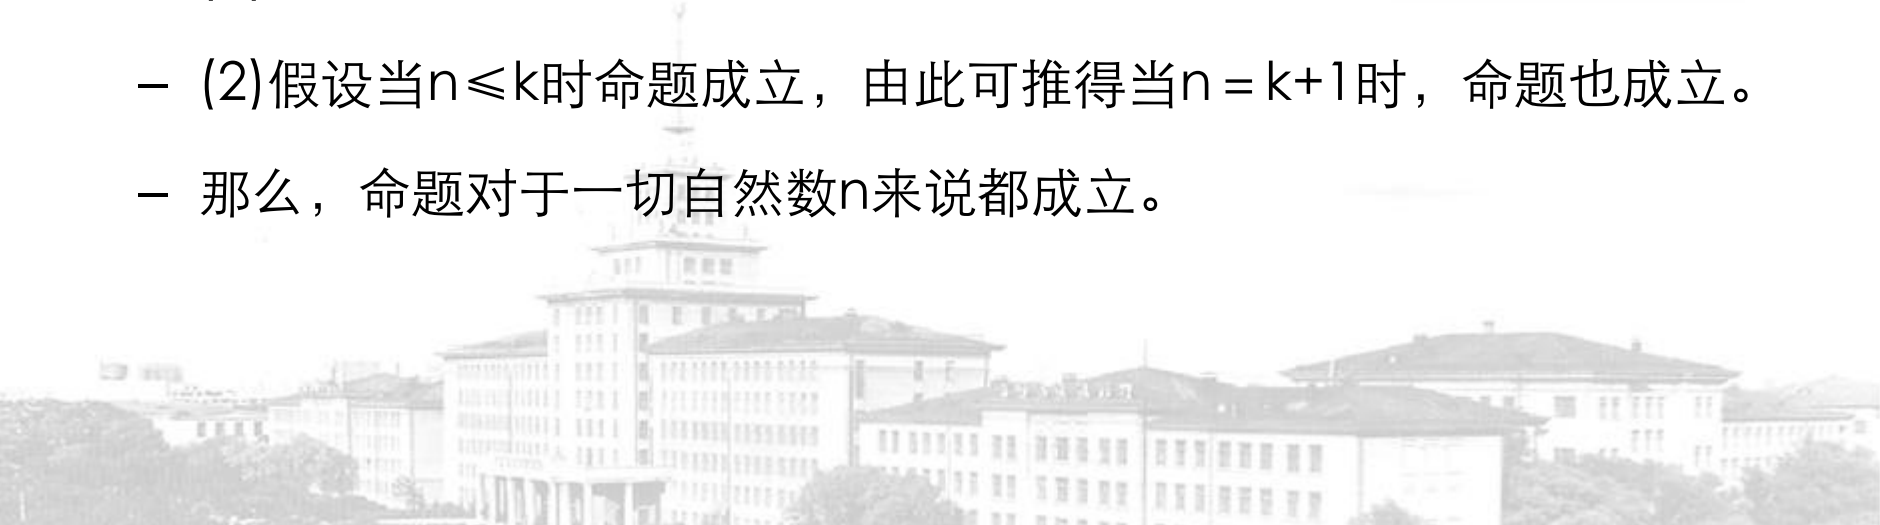 – (2)假设当n≤k时命题成立，由此可推得当n＝k+1时，命题也成立。
– 那么，命题对于一切自然数n来说都成立。